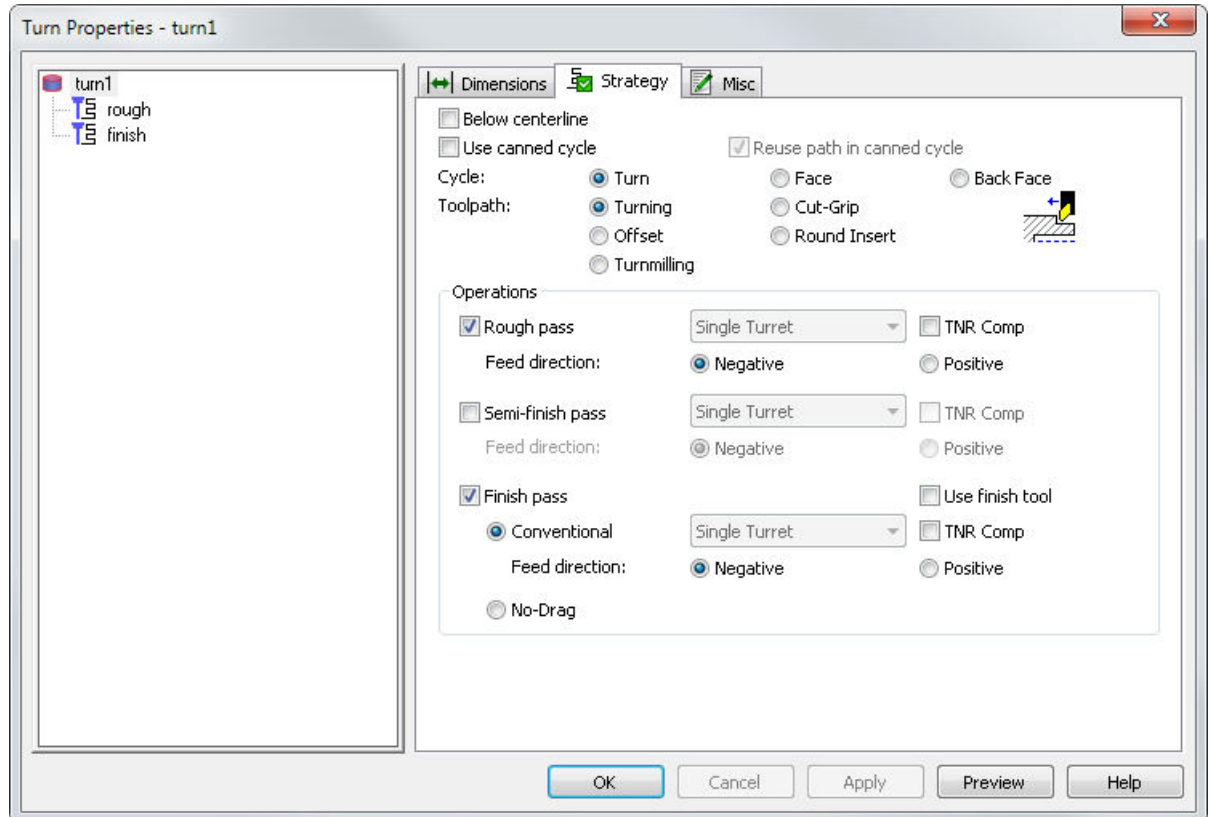 Turn Properties - turn1
turn1
rough
finish
Dimensions Strategy Misc
Below centerline
Use canned cycle Reuse path in canned cycle
Cycle: Turn Face Back Face
Toolpath: Turning Cut-Grip
Offset Round Insert
Turnmilling
Operations
Rough pass Single Turret TNR Comp
Feed direction: Negative Positive
Semi-finish pass Single Turret TNR Comp
Feed direction: Negative Positive
Finish pass Use finish tool
Conventional Single Turret TNR Comp
Feed direction: Negative Positive
No-Drag
OK Cancel Apply Preview Help